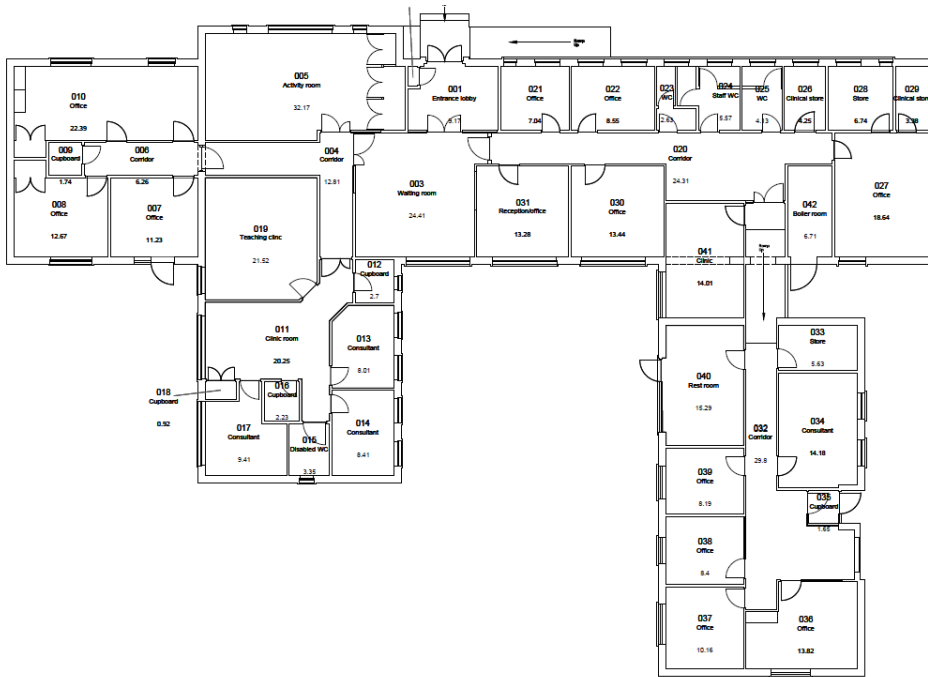 005
Activity room
32.17
Ramp
Up
010
Office
22.39
001
Entrance lobby
9.17
021
Office
7.04
022
Office
8.55
023
WC
2.63
024
Staff WC
5.57
025
WC
4.13
026
Clinical store
4.25
028
Store
6.74
029
Clinical store
3.38
009
Cupboard
1.74
006
Corridor
6.26
004
Corridor
12.81
003
Waiting room
24.41
020
Corridor
24.31
008
Office
12.67
007
Office
11.23
019
Teaching clinc
21.52
031
Reception/office
13.28
030
Office
13.44
042
Boiler room
6.71
027
Office
18.64
041
Clinic
14.01
Ramp
Up
012
Cupboard
2.7
011
Clinic room
20.25
013
Consultant
8.01
033
Store
5.63
018
Cupboard
0.92
016
Cupboard
2.23
017
Consultant
9.41
015
Disabled WC
3.35
014
Consultant
8.41
040
Rest room
15.29
032
Corridor
29.8
034
Consultant
14.18
039
Office
8.19
035
Cupboard
1.65
038
Office
8.4
037
Office
10.16
036
Office
13.82